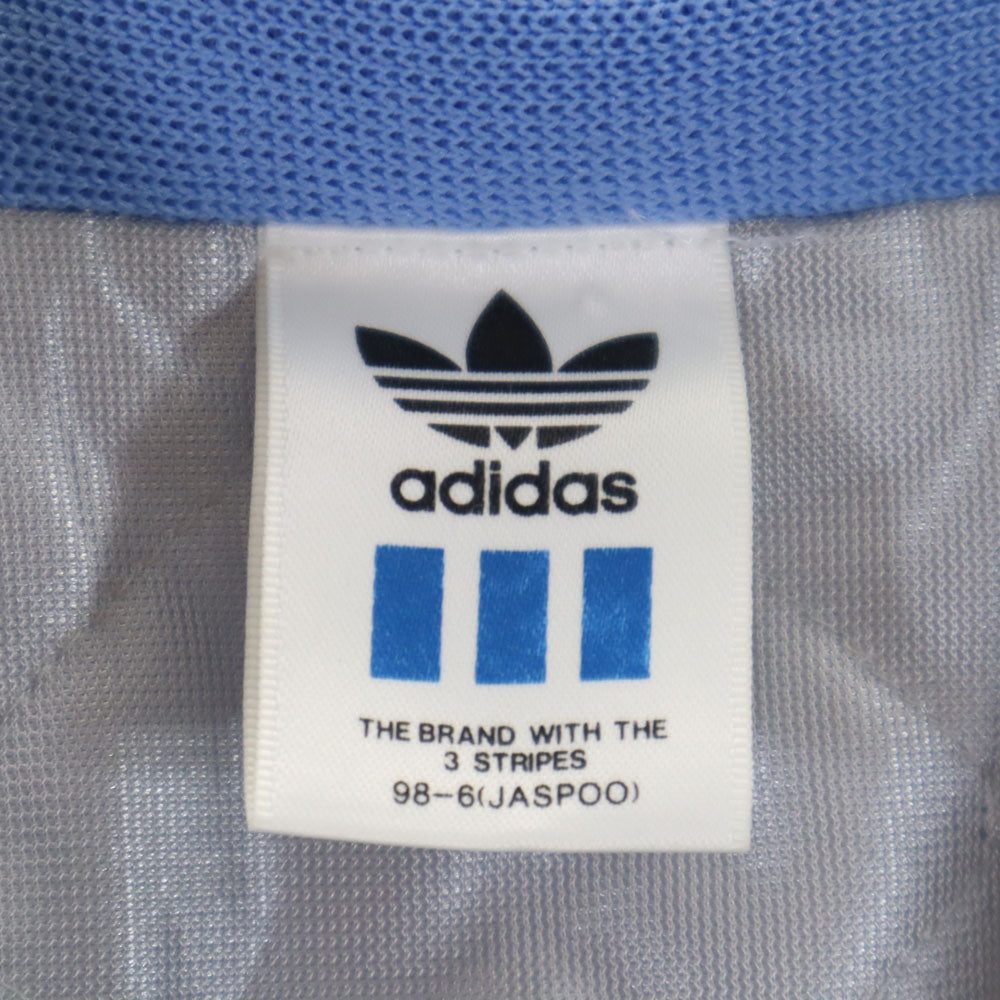 adidas
THE BRAND WITH THE
3 STRIPES
98-6(JASPOO)